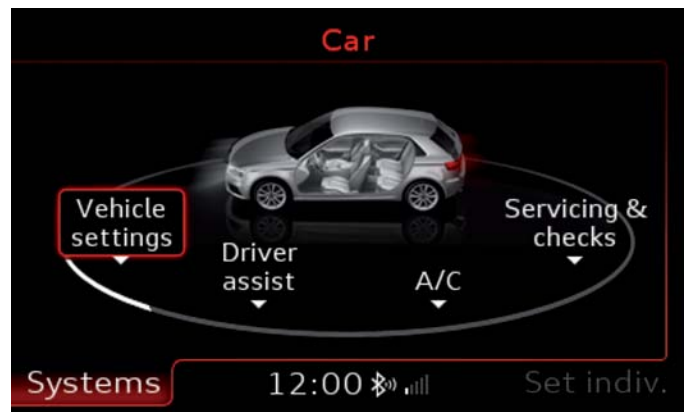 Car
Vehicle
settings
Driver
assist
A/C
Servicing &
checks
Systems
12:00
Set indiv.